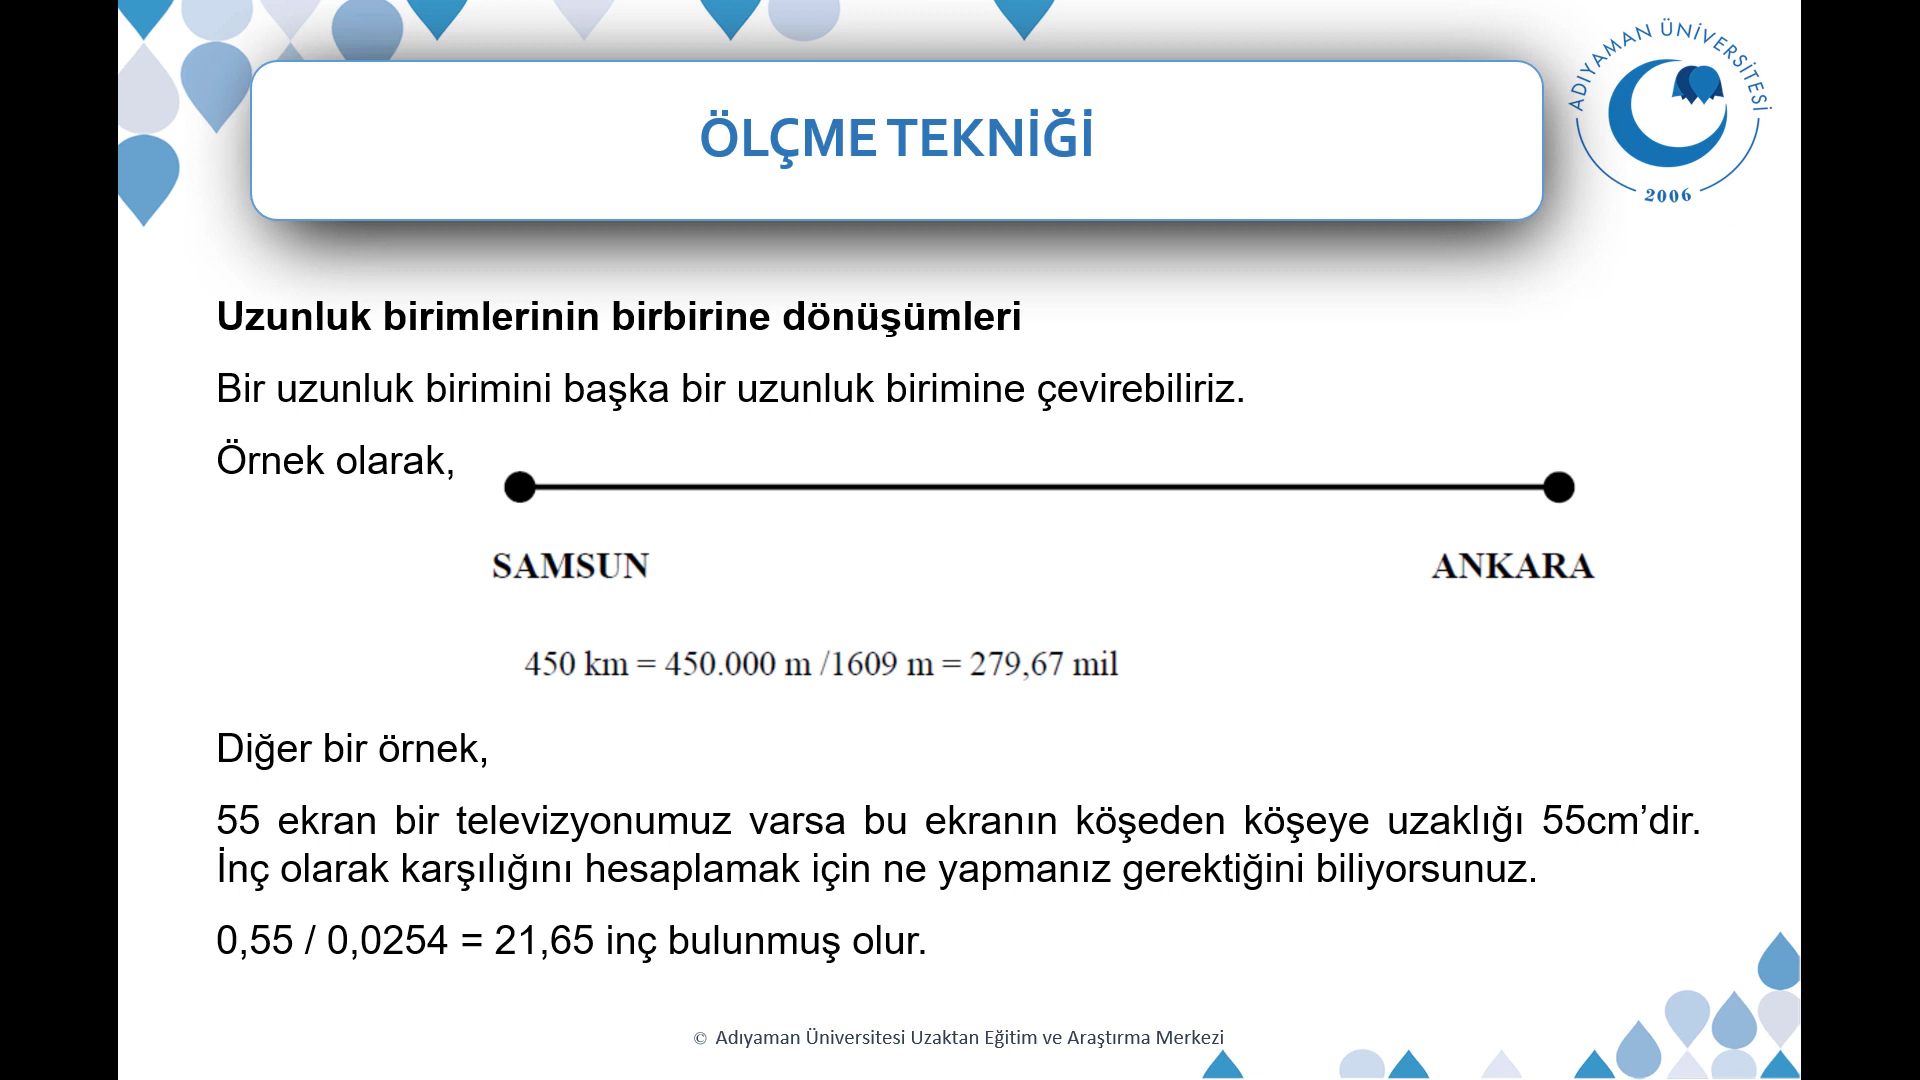 ÖLÇME TEKNİĞİ
ADIYAMAN ÜNİVERSİTESİ
2006
Uzunluk birimlerinin birbirine dönüşümleri
Bir uzunluk birimini başka bir uzunluk birimine çevirebiliriz.
Örnek olarak,
SAMSUN ANKARA
450 km = 450.000 m /1609 m = 279,67 mil
Diğer bir örnek,
55 ekran bir televizyonumuz varsa bu ekranın köşeden köşeye uzaklığı 55cm’dir.
İnç olarak karşılığını hesaplamak için ne yapmanız gerektiğini biliyorsunuz.
0,55 / 0,0254 = 21,65 inç bulunmuş olur.
© Adıyaman Üniversitesi Uzaktan Eğitim ve Araştırma Merkezi